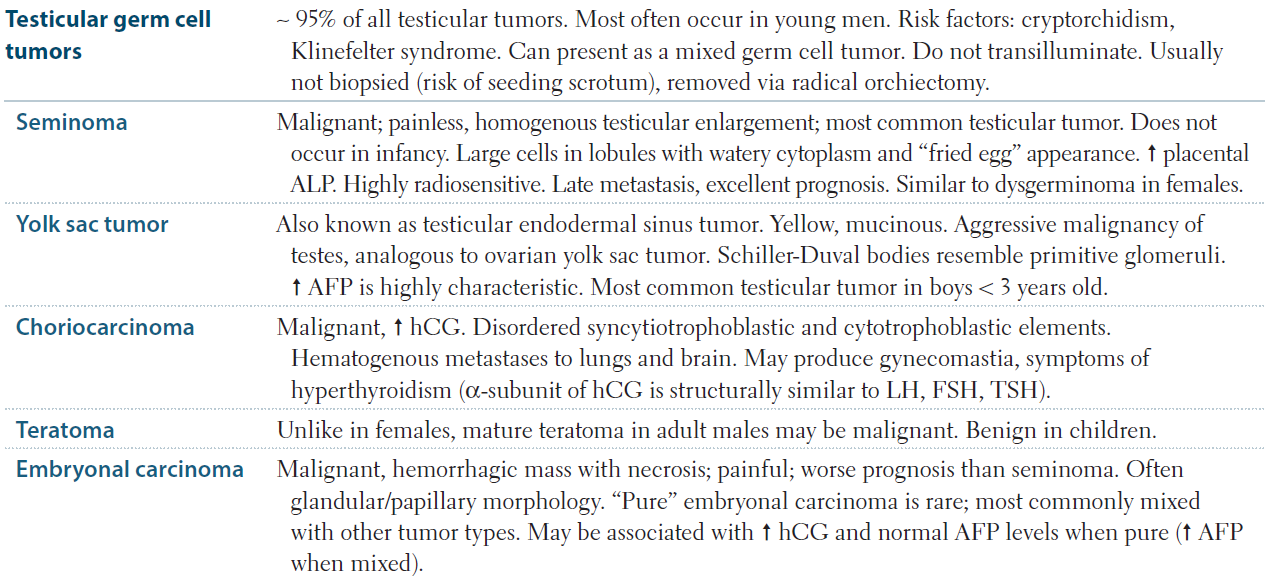 Testicular germ cell tumors
~ 95% of all testicular tumors. Most often occur in young men. Risk factors: cryptorchidism,
Klinefelter syndrome. Can present as a mixed germ cell tumor. Do not transilluminate. Usually
not biopsied (risk of seeding scrotum), removed via radical orchiectomy.
Seminoma
Malignant; painless, homogenous testicular enlargement; most common testicular tumor. Does not
occur in infancy. Large cells in lobules with watery cytoplasm and “fried egg” appearance. ↑ placental
ALP. Highly radiosensitive. Late metastasis, excellent prognosis. Similar to dysgerminoma in females.
Yolk sac tumor
Also known as testicular endodermal sinus tumor. Yellow, mucinous. Aggressive malignancy of
testes, analogous to ovarian yolk sac tumor. Schiller-Duval bodies resemble primitive glomeruli.
↑ AFP is highly characteristic. Most common testicular tumor in boys < 3 years old.
Choriocarcinoma
Malignant, ↑ hCG. Disordered syncytiotrophoblastic and cytotrophoblastic elements.
Hematogenous metastases to lungs and brain. May produce gynecomastia, symptoms of
hyperthyroidism (α-subunit of hCG is structurally similar to LH, FSH, TSH).
Teratoma
Unlike in females, mature teratoma in adult males may be malignant. Benign in children.
Embryonal carcinoma
Malignant, hemorrhagic mass with necrosis; painful; worse prognosis than seminoma. Often
glandular/papillary morphology. “Pure” embryonal carcinoma is rare; most commonly mixed
with other tumor types. May be associated with ↑ hCG and normal AFP levels when pure (↑ AFP
when mixed).